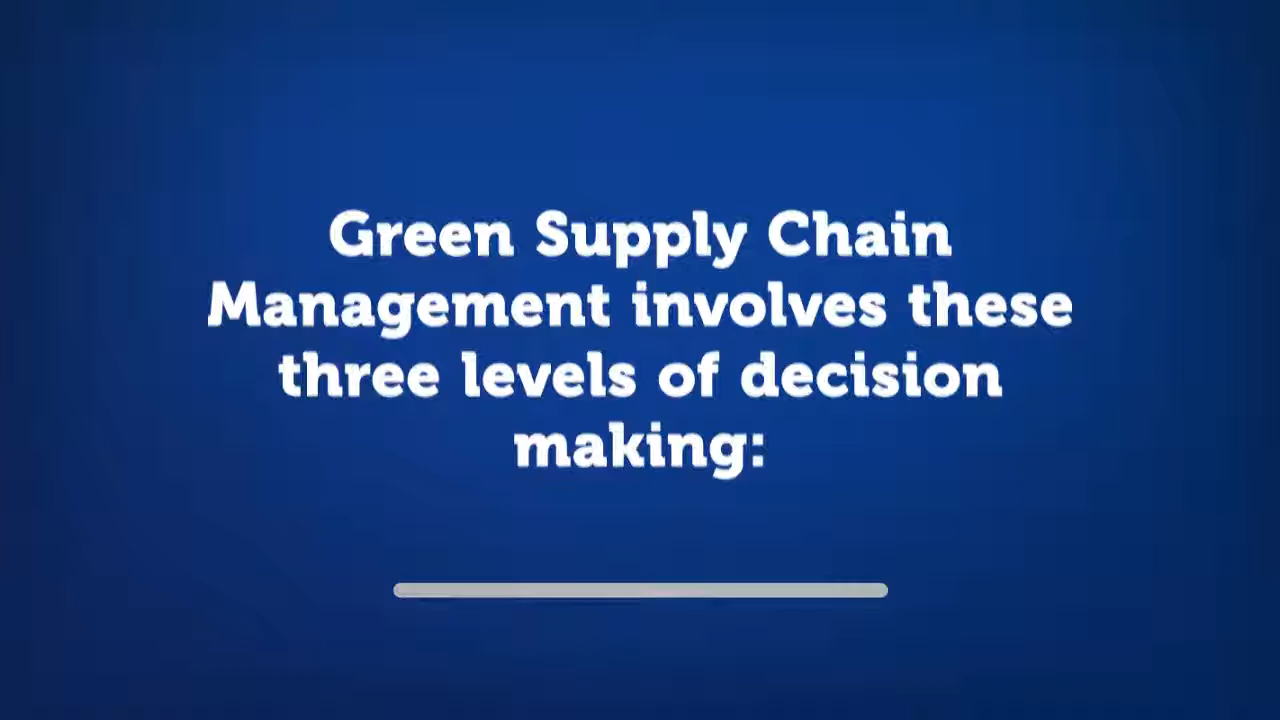 Green Supply Chain
Management involves these
three levels of decision
making: